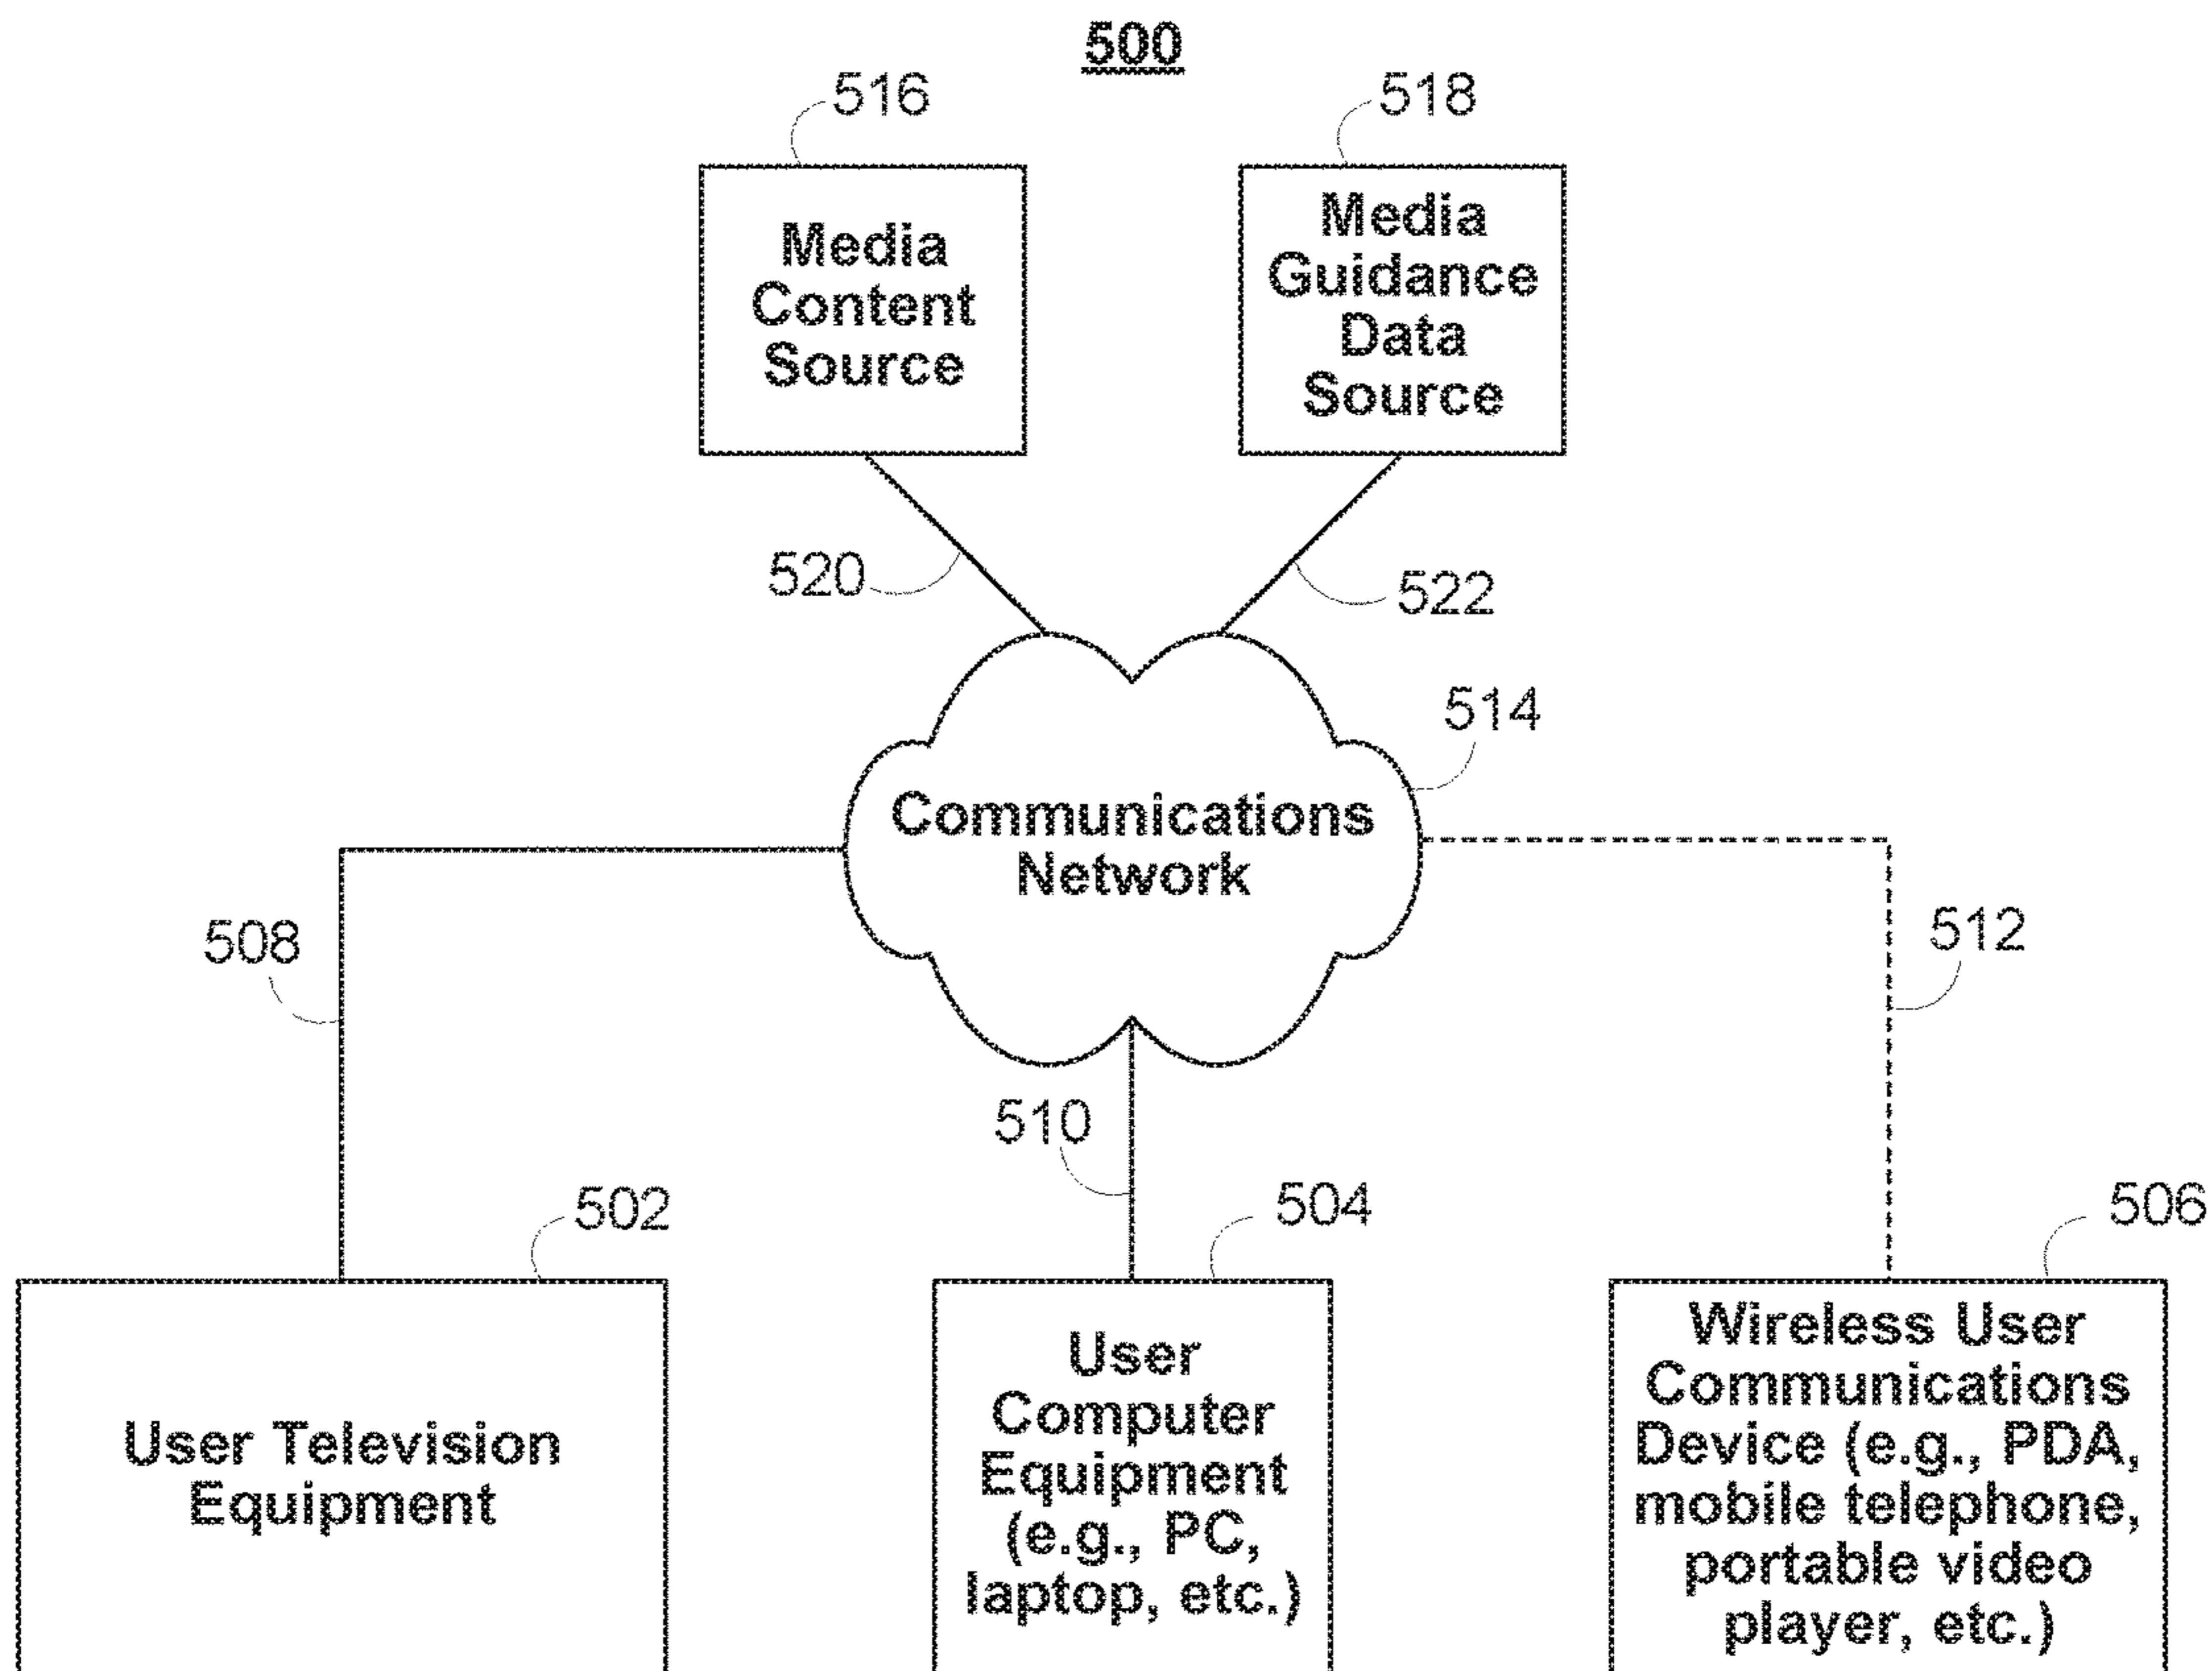 500
516
518
Media
Content
Source
Media
Guidance
Data
Source
520
522
514
Communications
Network
508
512
510
502
504
506
User Television
Equipment
User
Computer
Equipment
(e.g., PC,
laptop, etc.)
Wireless User
Communications
Device (e.g., PDA,
mobile telephone,
portable video
player, etc.)